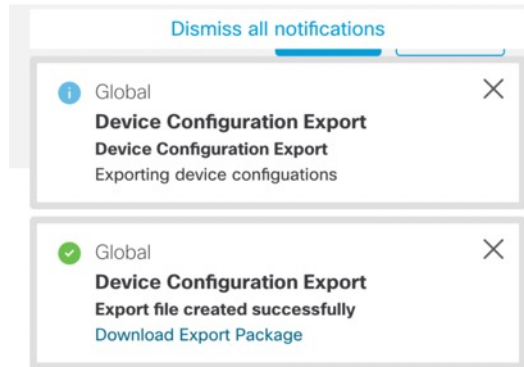 Dismiss all notifications
Global
Device Configuration Export
Device Configuration Export
Exporting device configuations
Global
Device Configuration Export
Export file created successfully
Download Export Package